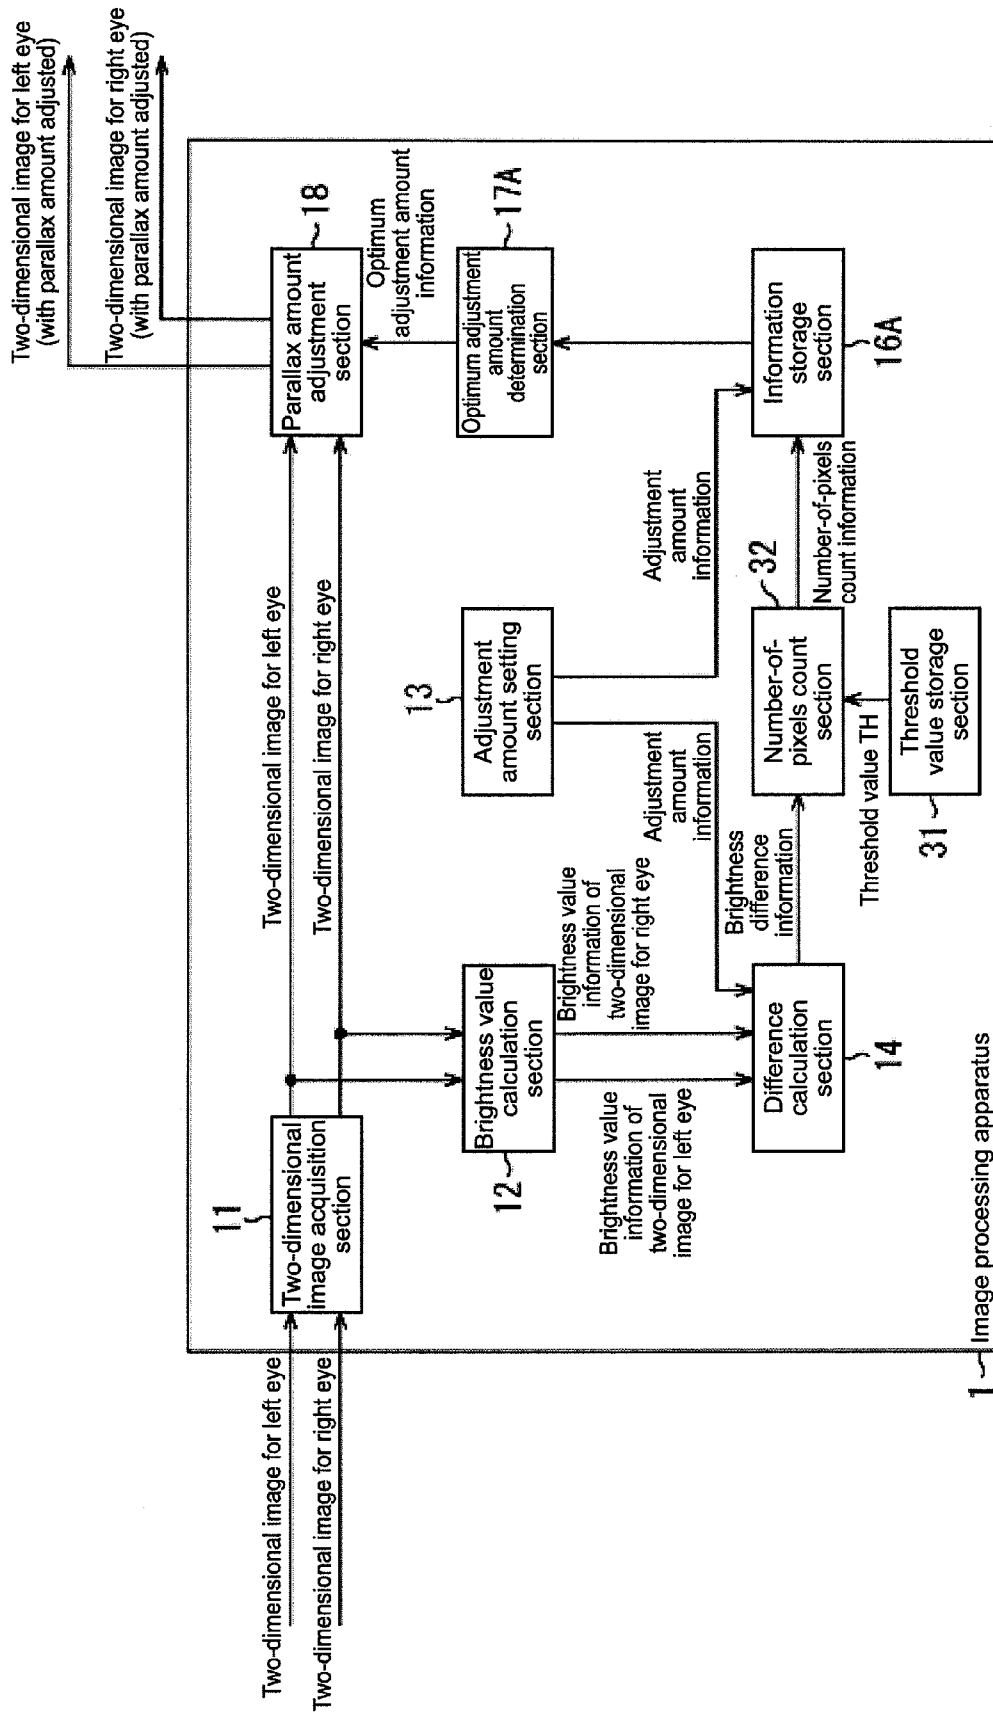 Two-dimensional image for left eye
(with parallax amount adjusted)
Two-dimensional image for right eye
(with parallax amount adjusted)
Two-dimensional image for left eye
Two-dimensional image for right eye
11
Two-dimensional
image acquisition
section
Two-dimensional image for left eye
Two-dimensional image for right eye
18
Parallax amount
adjustment
section
Optimum
adjustment amount
information
12
Brightness value
calculation
section
13
Adjustment
amount setting
section
17A
Optimum adjustment
amount
determination
section
Brightness value
information of
two-dimensional
image for left eye
Brightness value
information of
two-dimensional
image for right eye
Adjustment
amount
information
Adjustment
amount
information
Difference
calculation
section
14
Brightness
difference
information
32
Number-of-
pixels count
section
Number-of-pixels
count information
Information
storage
section
16A
Threshold value TH
31
Threshold
value storage
section
1
Image processing apparatus